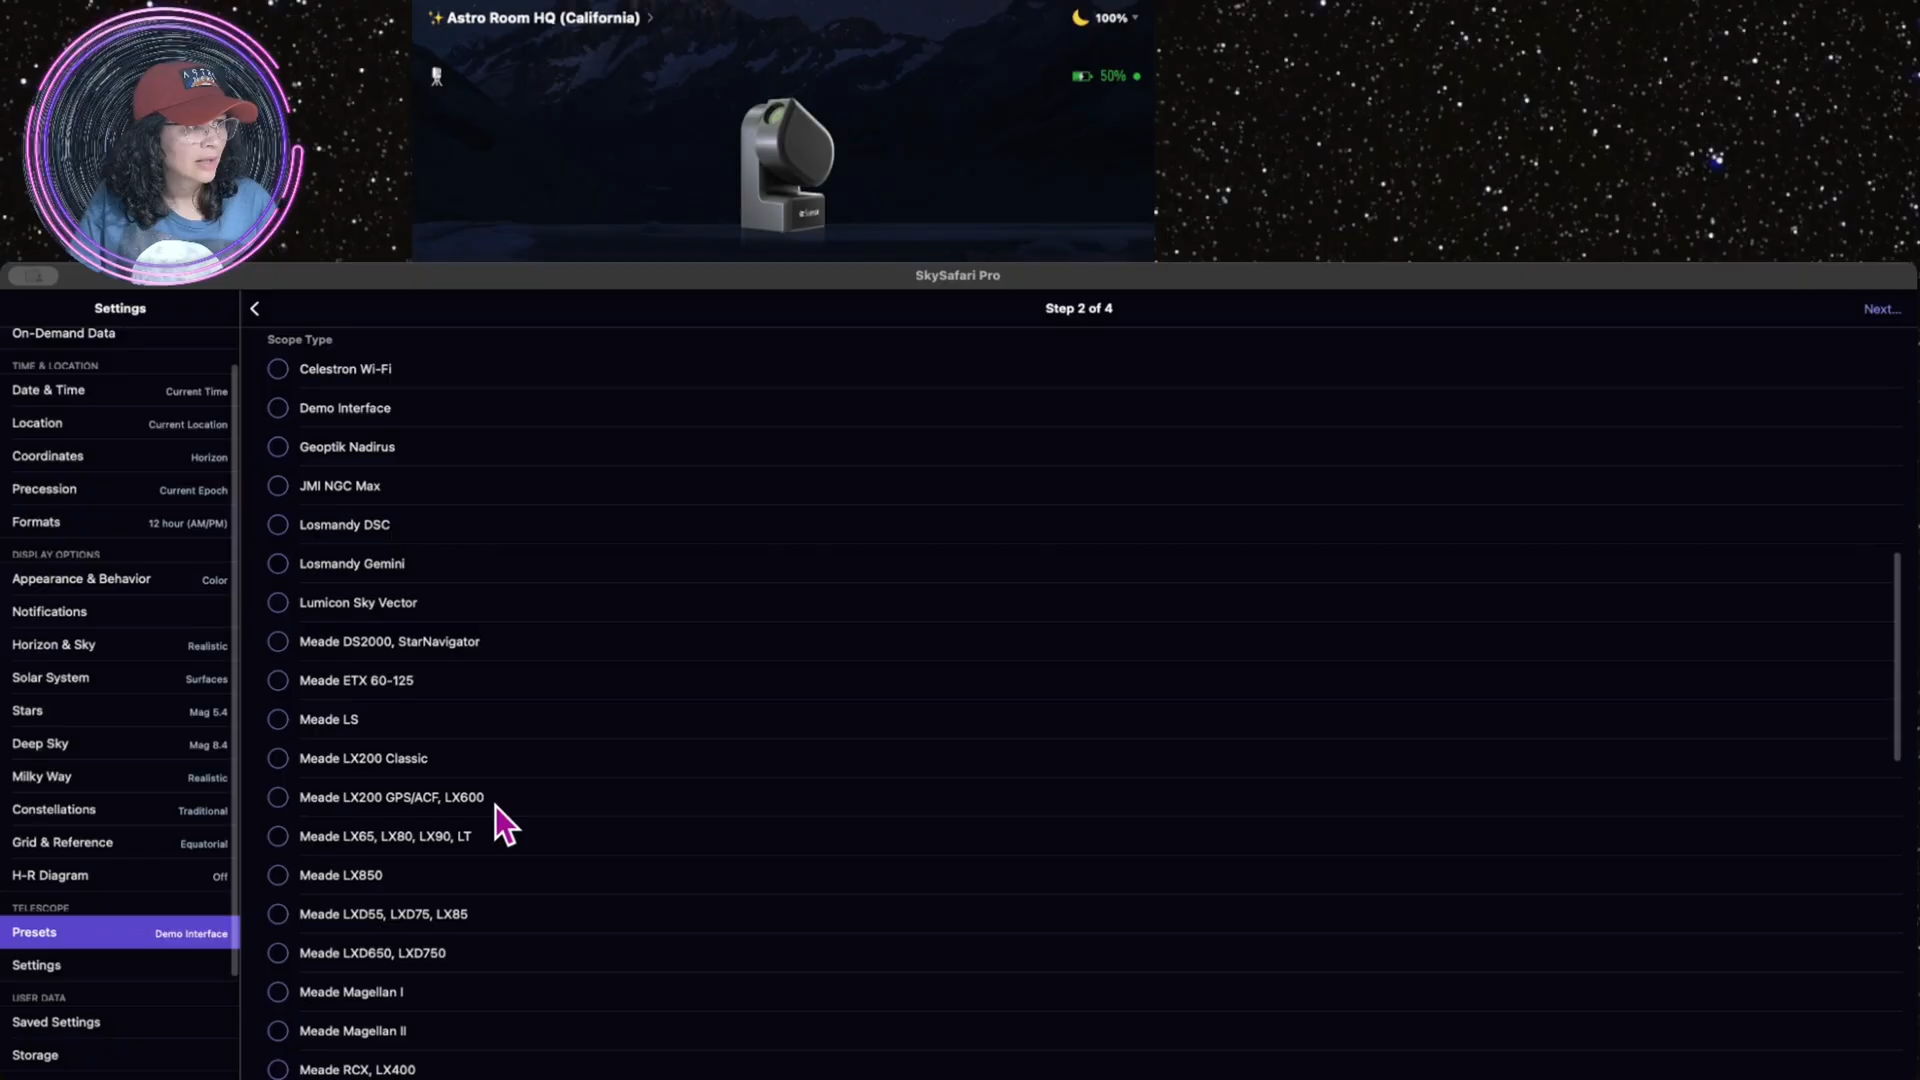 ✨ Astro Room HQ (California) >
100%
50%
ASTRO
SkySafari Pro
Settings
Step 2 of 4
Next...
On-Demand Data
TIME & LOCATION
Date & Time Current Time
Location Current Location
Coordinates Horizon
Precession Current Epoch
Formats 12 hour (AM/PM)
DISPLAY OPTIONS
Appearance & Behavior Color
Notifications
Horizon & Sky Realistic
Solar System Surfaces
Stars Mag 5.4
Deep Sky Mag 8.4
Milky Way Realistic
Constellations Traditional
Grid & Reference Equatorial
H-R Diagram Off
TELESCOPE
Presets Demo Interface
Settings
USER DATA
Saved Settings
Storage
Scope Type
Celestron Wi-Fi
Demo Interface
Geoptik Nadirus
JMI NGC Max
Losmandy DSC
Losmandy Gemini
Lumicon Sky Vector
Meade DS2000, StarNavigator
Meade ETX 60-125
Meade LS
Meade LX200 Classic
Meade LX200 GPS/ACF, LX600
Meade LX65, LX80, LX90, LT
Meade LX850
Meade LXD55, LXD75, LX85
Meade LXD650, LXD750
Meade Magellan I
Meade Magellan II
Meade RCX, LX400